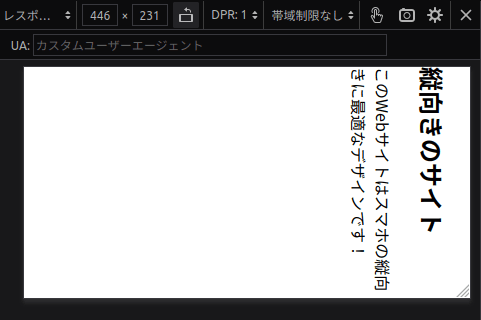 レスポ...
446 × 231
DPR: 1
帯域制限なし
UA:
カスタムユーザーエージェント
縦向きのサイト
このWebサイトはスマホの縦向
きに最適なデザインです！